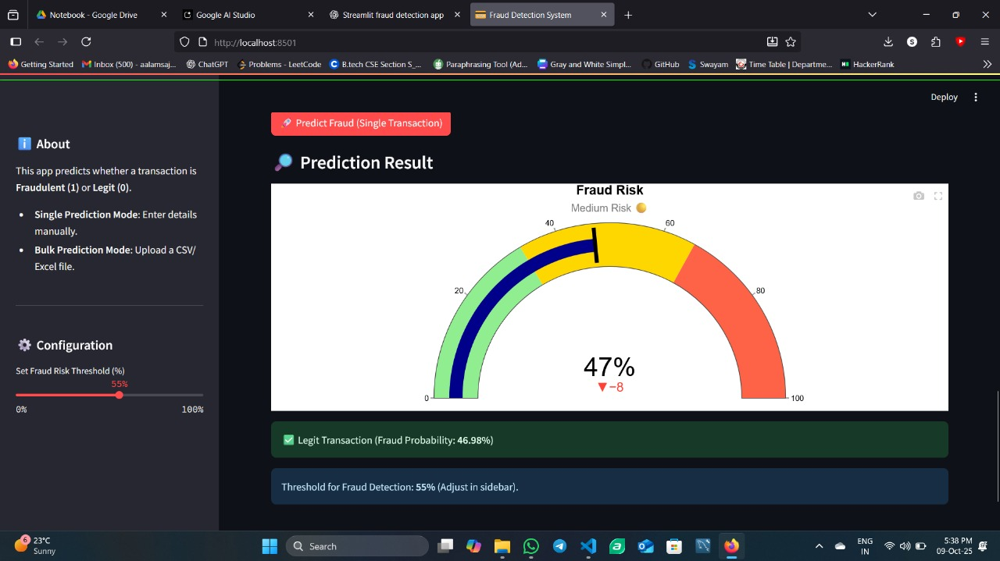 Notebook - Google Drive
Google AI Studio
Streamlit fraud detection app
Fraud Detection System
http://localhost:8501
Getting Started
Inbox (500) - aalamsaj...
ChatGPT
Problems - LeetCode
B.tech CSE Section S_...
Paraphrasing Tool (Ad...
Gray and White Simpl...
GitHub
Swayam
Time Table | Departme...
HackerRank
Deploy
About
This app predicts whether a transaction is
Fraudulent (1) or Legit (0).
Single Prediction Mode: Enter details
manually.
Bulk Prediction Mode: Upload a CSV/
Excel file.
Configuration
Set Fraud Risk Threshold (%)
55%
0% 100%
Predict Fraud (Single Transaction)
Prediction Result
Fraud Risk
Medium Risk
0
20
40
60
80
100
47%
▼−8
Legit Transaction (Fraud Probability: 46.98%)
Threshold for Fraud Detection: 55% (Adjust in sidebar).
6
23°C
Sunny
Search
ENG
IN
5:38 PM
09-Oct-25